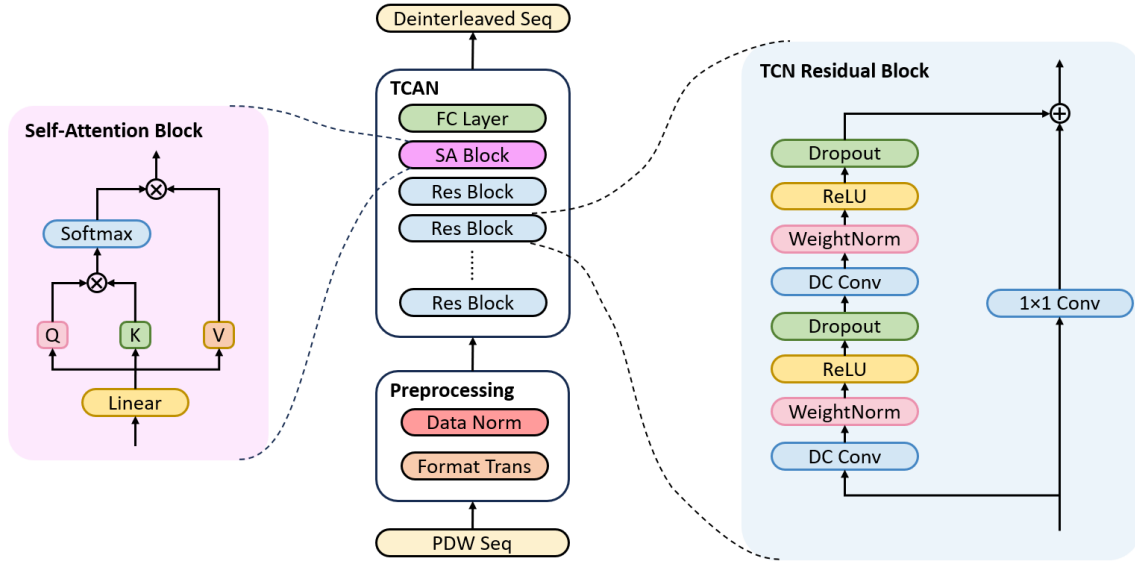 Deinterleaved Seq
TCAN
FC Layer
SA Block
Res Block
Res Block
Res Block
Preprocessing
Data Norm
Format Trans
PDW Seq
Self-Attention Block
Softmax
Q
K
V
Linear
TCN Residual Block
Dropout
ReLU
WeightNorm
DC Conv
1×1 Conv
Dropout
ReLU
WeightNorm
DC Conv